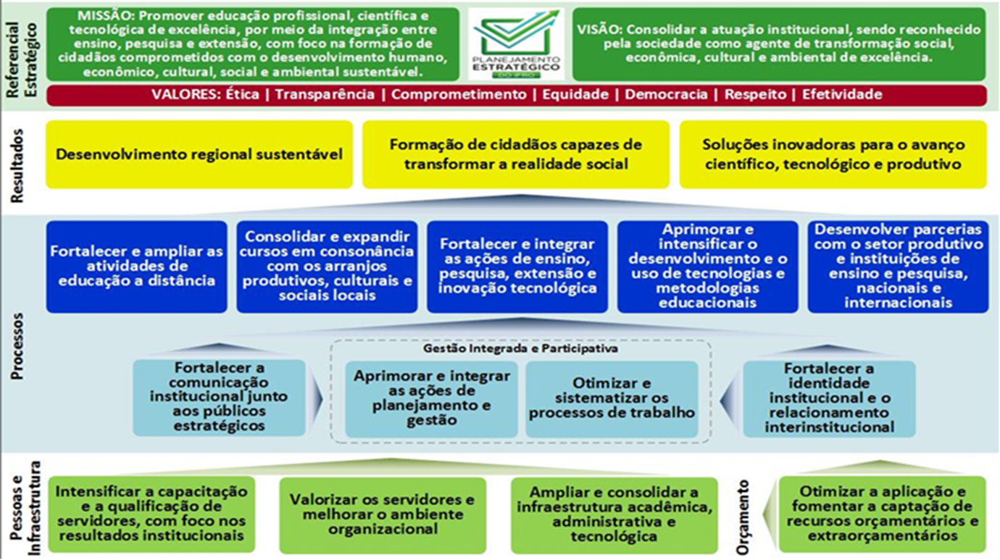 Referencial
Estratégico
MISSÃO: Promover educação profissional, científica e
tecnológica de excelência, por meio da integração entre
ensino, pesquisa e extensão, com foco na formação de
cidadãos comprometidos com o desenvolvimento humano,
econômico, cultural, social e ambiental sustentável.
PLANEJAMENTO
ESTRATÉGICO
DO IFRO
VISÃO: Consolidar a atuação institucional, sendo reconhecido
pela sociedade como agente de transformação social,
econômica, cultural e ambiental de excelência.
VALORES: Ética | Transparência | Comprometimento | Equidade | Democracia | Respeito | Efetividade
Resultados
Desenvolvimento regional sustentável
Formação de cidadãos capazes de
transformar a realidade social
Soluções inovadoras para o avanço
científico, tecnológico e produtivo
Processos
Fortalecer e ampliar as
atividades de
educação a distância
Consolidar e expandir
cursos em consonância
com os arranjos
produtivos, culturais e
sociais locais
Fortalecer e integrar
as ações de ensino,
pesquisa, extensão e
inovação tecnológica
Aprimorar e
intensificar o
desenvolvimento e o
uso de tecnologias e
metodologias
educacionais
Desenvolver parcerias
com o setor produtivo
e instituições de
ensino e pesquisa,
nacionais e
internacionais
Fortalecer a
comunicação
institucional junto
aos públicos
estratégicos
Gestão Integrada e Participativa
Aprimorar e integrar
as ações de
planejamento e
gestão
Otimizar e
sistematizar os
processos de trabalho
Fortalecer a
identidade
institucional e o
relacionamento
interinstitucional
Pessoas e
Infraestrutura
Intensificar a capacitação
e a qualificação de
servidores, com foco nos
resultados institucionais
Valorizar os servidores e
melhorar o ambiente
organizacional
Ampliar e consolidar a
infraestrutura acadêmica,
administrativa e
tecnológica
Orçamento
Otimizar a aplicação e
fomentar a captação de
recursos orçamentários e
extraorçamentários